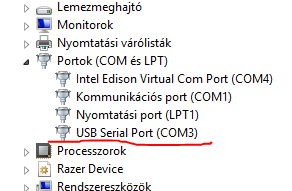 Lemezmeghajtó
Monitorok
Nyomtatási várólisták
Portok (COM és LPT)
Intel Edison Virtual Com Port (COM4)
Kommunikációs port (COM1)
Nyomtatási port (LPT1)
USB Serial Port (COM3)
Processzorok
Razer Device
Rendszereszközök